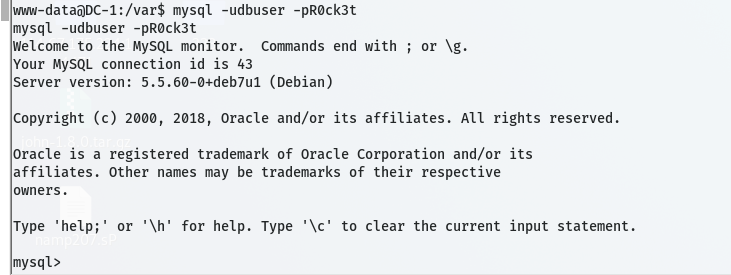 www-data@DC-1:/var$ mysql -udbuser -pR0ck3t
mysql -udbuser -pR0ck3t
Welcome to the MySQL monitor.  Commands end with ; or \g.
Your MySQL connection id is 43
Server version: 5.5.60-0+deb7u1 (Debian)
Copyright (c) 2000, 2018, Oracle and/or its affiliates. All rights reserved.
Oracle is a registered trademark of Oracle Corporation and/or its
affiliates. Other names may be trademarks of their respective
owners.
Type 'help;' or '\h' for help. Type '\c' to clear the current input statement.
mysql>